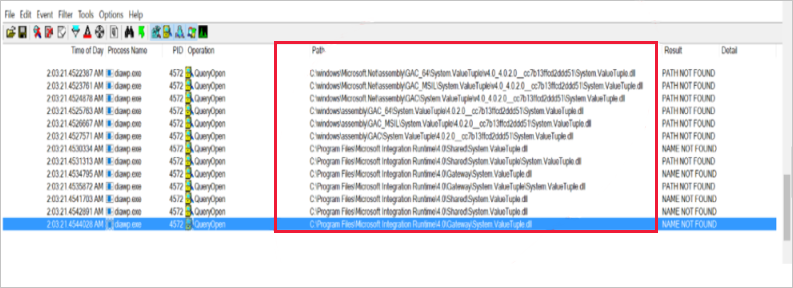 File Edit Event Filter Tools Options Help
Time of Day Process Name PID Operation Path Result Detail
2:03:21.4522387 AM diawp.exe 4572 QueryOpen C:\windows\Microsoft.Net\assembly\GAC_64\System.ValueTuple\v4.0_4.0.2.0__cc7b13ffcd2ddd51\System.ValueTuple.dll PATH NOT FOUND
2:03:21.4523761 AM diawp.exe 4572 QueryOpen C:\windows\Microsoft.Net\assembly\GAC_MSIL\System.ValueTuple\v4.0_4.0.2.0__cc7b13ffcd2ddd51\System.ValueTuple.dll PATH NOT FOUND
2:03:21.4524878 AM diawp.exe 4572 QueryOpen C:\windows\Microsoft.Net\assembly\GAC\System.ValueTuple\v4.0_4.0.2.0__cc7b13ffcd2ddd51\System.ValueTuple.dll PATH NOT FOUND
2:03:21.4525763 AM diawp.exe 4572 QueryOpen C:\windows\assembly\GAC_64\System.ValueTuple\4.0.2.0__cc7b13ffcd2ddd51\System.ValueTuple.dll PATH NOT FOUND
2:03:21.4526667 AM diawp.exe 4572 QueryOpen C:\windows\assembly\GAC_MSIL\System.ValueTuple\4.0.2.0__cc7b13ffcd2ddd51\System.ValueTuple.dll PATH NOT FOUND
2:03:21.4527571 AM diawp.exe 4572 QueryOpen C:\windows\assembly\GAC\System.ValueTuple\4.0.2.0__cc7b13ffcd2ddd51\System.ValueTuple.dll PATH NOT FOUND
2:03:21.4530334 AM diawp.exe 4572 QueryOpen C:\Program Files\Microsoft Integration Runtime\4.0\Shared\System.ValueTuple.dll NAME NOT FOUND
2:03:21.4531313 AM diawp.exe 4572 QueryOpen C:\Program Files\Microsoft Integration Runtime\4.0\Shared\System.ValueTuple\System.ValueTuple.dll PATH NOT FOUND
2:03:21.4534795 AM diawp.exe 4572 QueryOpen C:\Program Files\Microsoft Integration Runtime\4.0\Gateway\System.ValueTuple.dll NAME NOT FOUND
2:03:21.4535872 AM diawp.exe 4572 QueryOpen C:\Program Files\Microsoft Integration Runtime\4.0\Gateway\System.ValueTuple\System.ValueTuple.dll PATH NOT FOUND
2:03:21.4541703 AM diawp.exe 4572 QueryOpen C:\Program Files\Microsoft Integration Runtime\4.0\Shared\System.ValueTuple.dll NAME NOT FOUND
2:03:21.4542891 AM diawp.exe 4572 QueryOpen C:\Program Files\Microsoft Integration Runtime\4.0\Shared\System.ValueTuple.dll NAME NOT FOUND
2:03:21.4544028 AM diawp.exe 4572 QueryOpen C:\Program Files\Microsoft Integration Runtime\4.0\Gateway\System.ValueTuple.dll NAME NOT FOUND